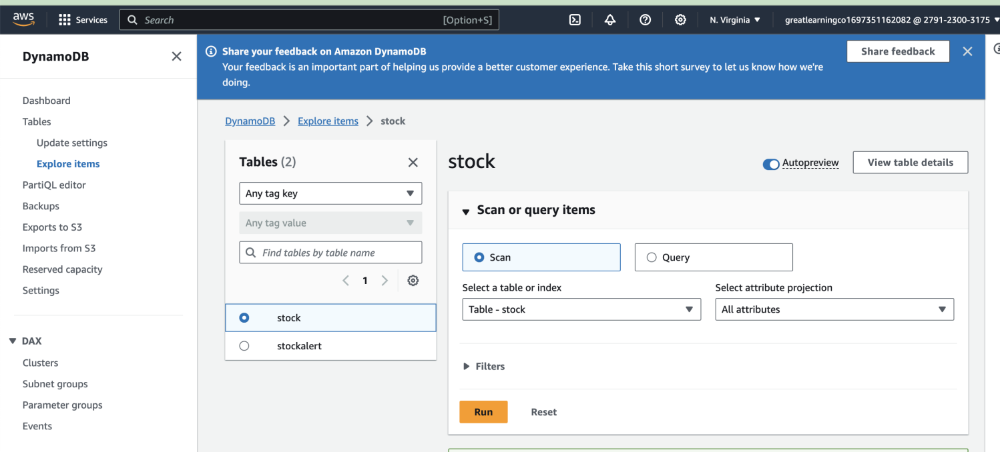 aws
Services
Search
[Option+S]
N. Virginia
greatlearningco1697351162082 @ 2791-2300-3175
DynamoDB
Dashboard
Tables
Update settings
Explore items
PartiQL editor
Backups
Exports to S3
Imports from S3
Reserved capacity
Settings
DAX
Clusters
Subnet groups
Parameter groups
Events
Share your feedback on Amazon DynamoDB
Your feedback is an important part of helping us provide a better customer experience. Take this short survey to let us know how we're
doing.
Share feedback
DynamoDB
Explore items
stock
Tables (2)
Any tag key
Any tag value
Find tables by table name
1
stock
stockalert
stock
Autopreview
View table details
Scan or query items
Scan
Query
Select a table or index
Select attribute projection
Table - stock
All attributes
Filters
Run
Reset